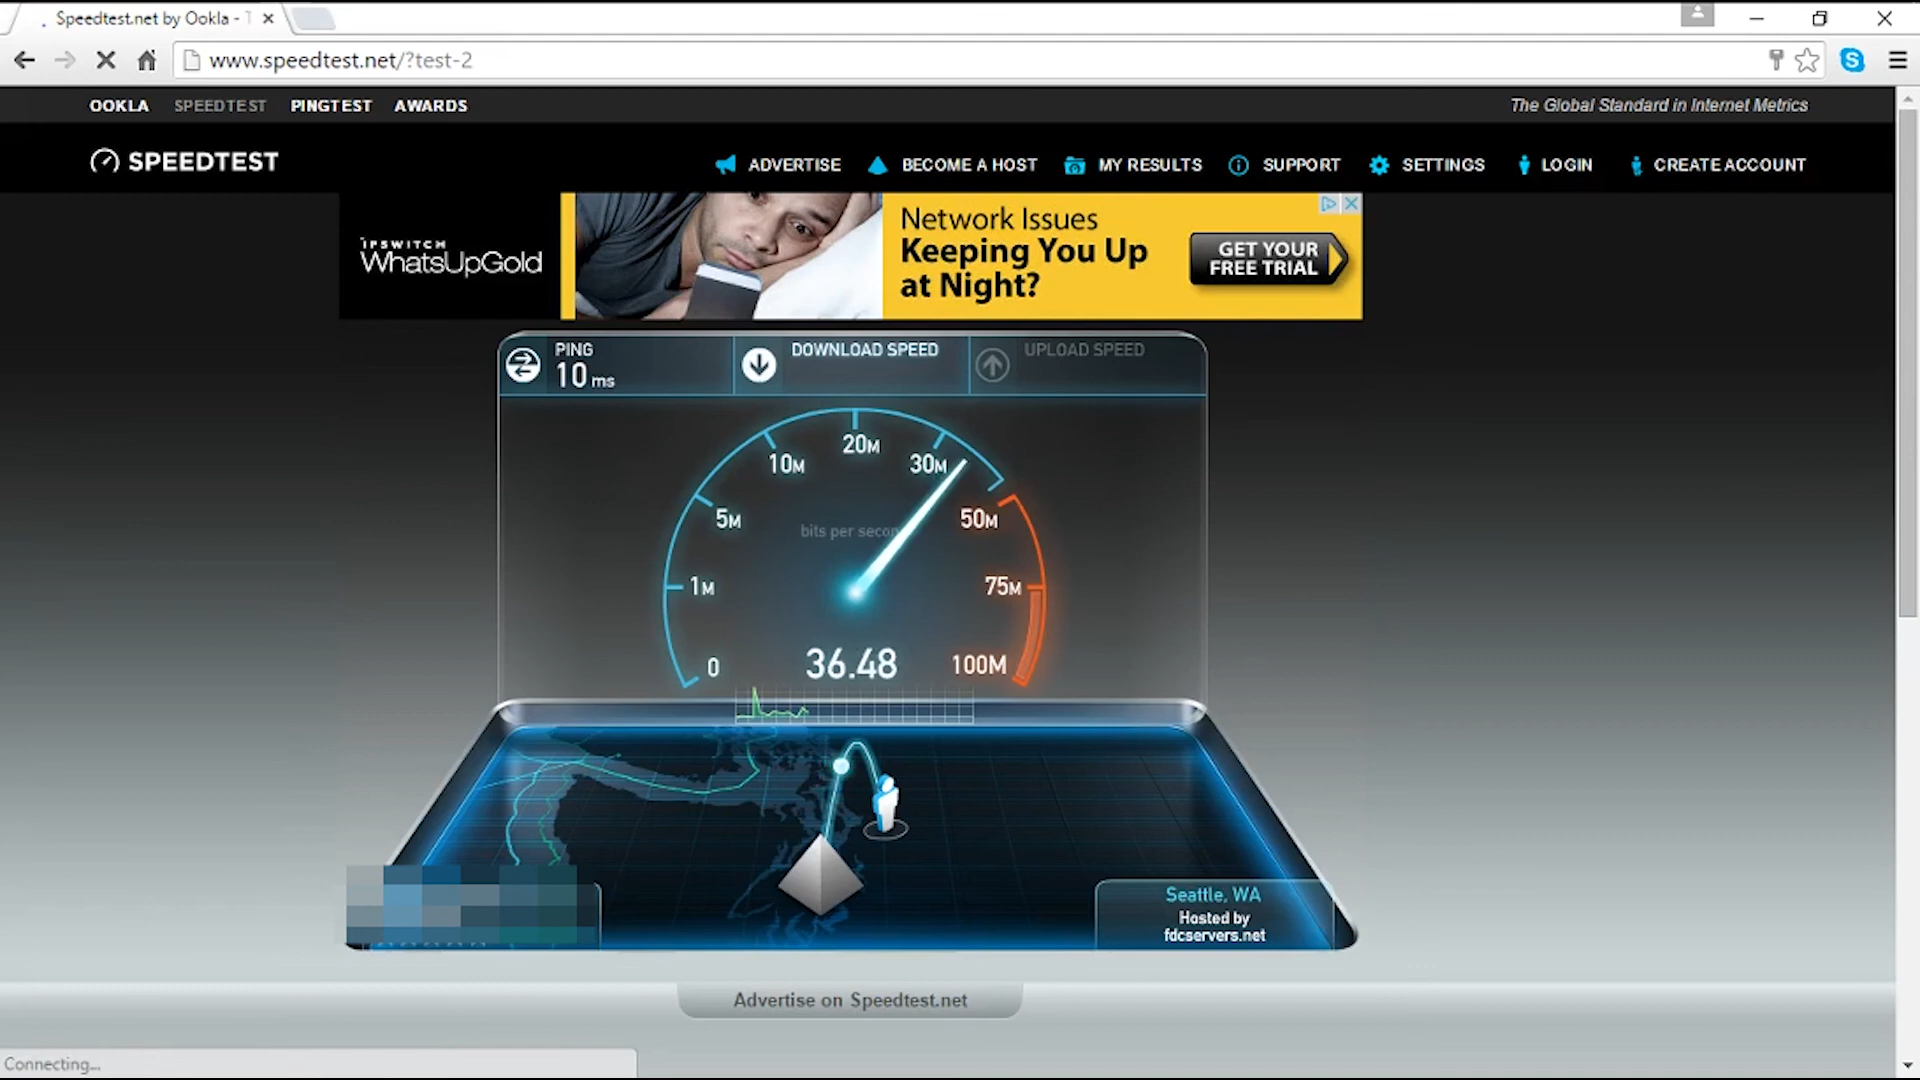 Speedtest.net by Ookla -
www.speedtest.net/?test-2
OOKLA SPEEDTEST PINGTEST AWARDS
The Global Standard in Internet Metrics
SPEEDTEST
ADVERTISE BECOME A HOST MY RESULTS SUPPORT SETTINGS LOGIN CREATE ACCOUNT
IPSWITCH
WhatsUpGold
Network Issues
Keeping You Up
at Night?
GET YOUR
FREE TRIAL
PING
10 ms
DOWNLOAD SPEED
UPLOAD SPEED
20M
10M
30M
5M
50M
bits per secon
1M
75M
0
36.48
100M
Seattle, WA
Hosted by
fdcservers.net
Advertise on Speedtest.net
Connecting...